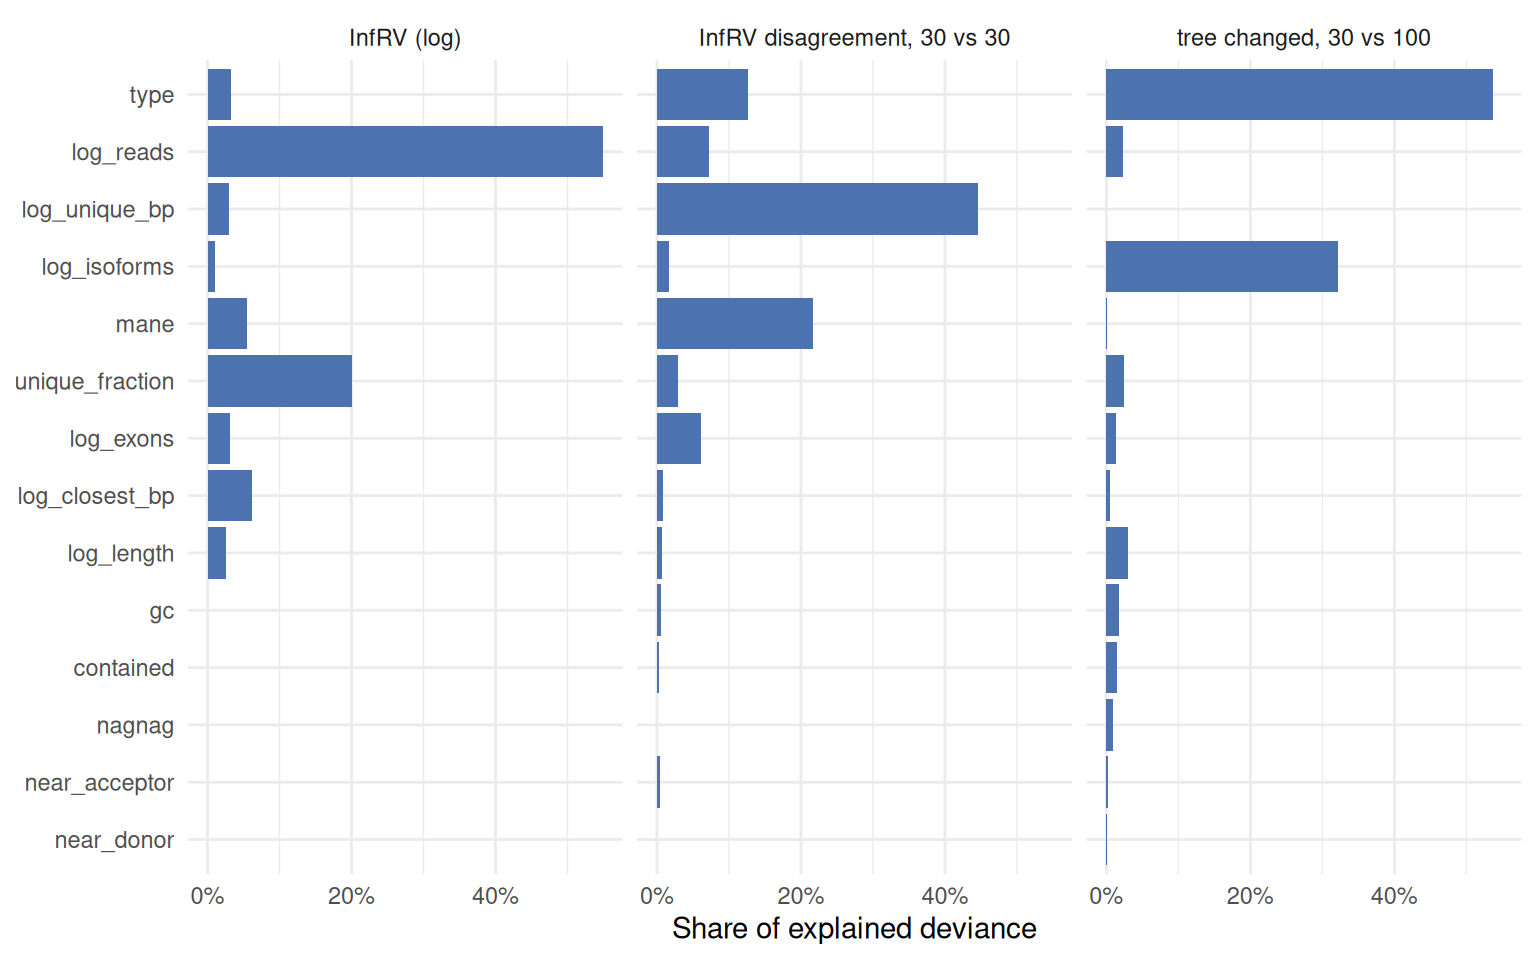 InfRV (log)
InfRV disagreement, 30 vs 30
tree changed, 30 vs 100
type
log_reads
log_unique_bp
log_isoforms
mane
unique_fraction
log_exons
log_closest_bp
log_length
gc
contained
nagnag
near_acceptor
near_donor
0% 20% 40% 0% 20% 40% 0% 20% 40%
Share of explained deviance